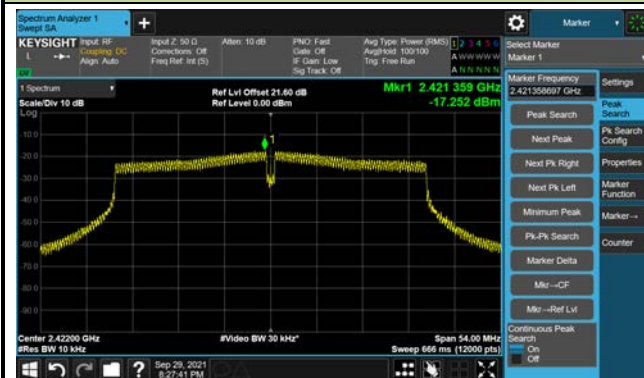 Spectrum Analyzer 1
Swept SA
Marker
KEYSIGHT
Input: RF
Coupling: DC
Align: Auto
Input Z: 50 Ω
Corrections: Off
Freq Ref: Int (S)
Atten: 10 dB
PNO: Fast
Gate: Off
IF Gain: Low
Sig Track: Off
Avg Type: Power (RMS)
Avg|Hold: 100/100
Trig: Free Run
1 2 3 4 5 6
A W W W W W
A N N N N N
Select Marker
Marker 1
1 Spectrum
Scale/Div 10 dB
Log
Ref Lvl Offset 21.60 dB
Ref Level 0.00 dBm
Mkr1 2.421 359 GHz
-17.252 dBm
Marker Frequency
2.421358697 GHz
Settings
Peak Search
Peak
Search
Next Peak
Pk Search
Config
Next Pk Right
Properties
Next Pk Left
Marker
Function
Minimum Peak
Marker→
Pk-Pk Search
Counter
Marker Delta
Mkr→CF
Mkr→Ref Lvl
Continuous Peak
Search
On
Off
-10.0
1
-20.0
-30.0
-40.0
-50.0
-60.0
-70.0
-80.0
-90.0
Center 2.42200 GHz
#Res BW 10 kHz
#Video BW 30 kHz*
Span 54.00 MHz
Sweep 666 ms (12000 pts)
Sep 29, 2021
8:27:41 PM